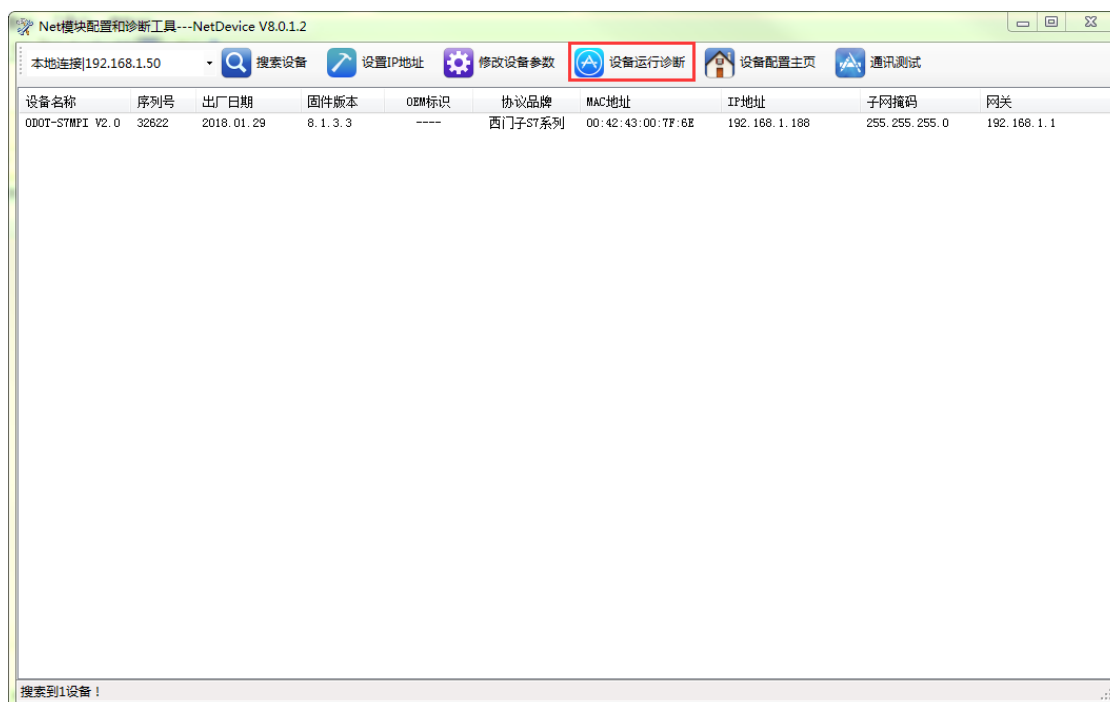 Net模块配置和诊断工具---NetDevice V8.0.1.2
本地连接|192.168.1.50 搜索设备 设置IP地址 修改设备参数 设备运行诊断 设备配置主页 通讯测试
设备名称 序列号 出厂日期 固件版本 OEM标识 协议品牌 MAC地址 IP地址 子网掩码 网关
ODOT-S7MPI V2.0 32622 2018.01.29 8.1.3.3 ---- 西门子S7系列 00:42:43:00:7F:6E 192.168.1.188 255.255.255.0 192.168.1.1
搜索到1设备！